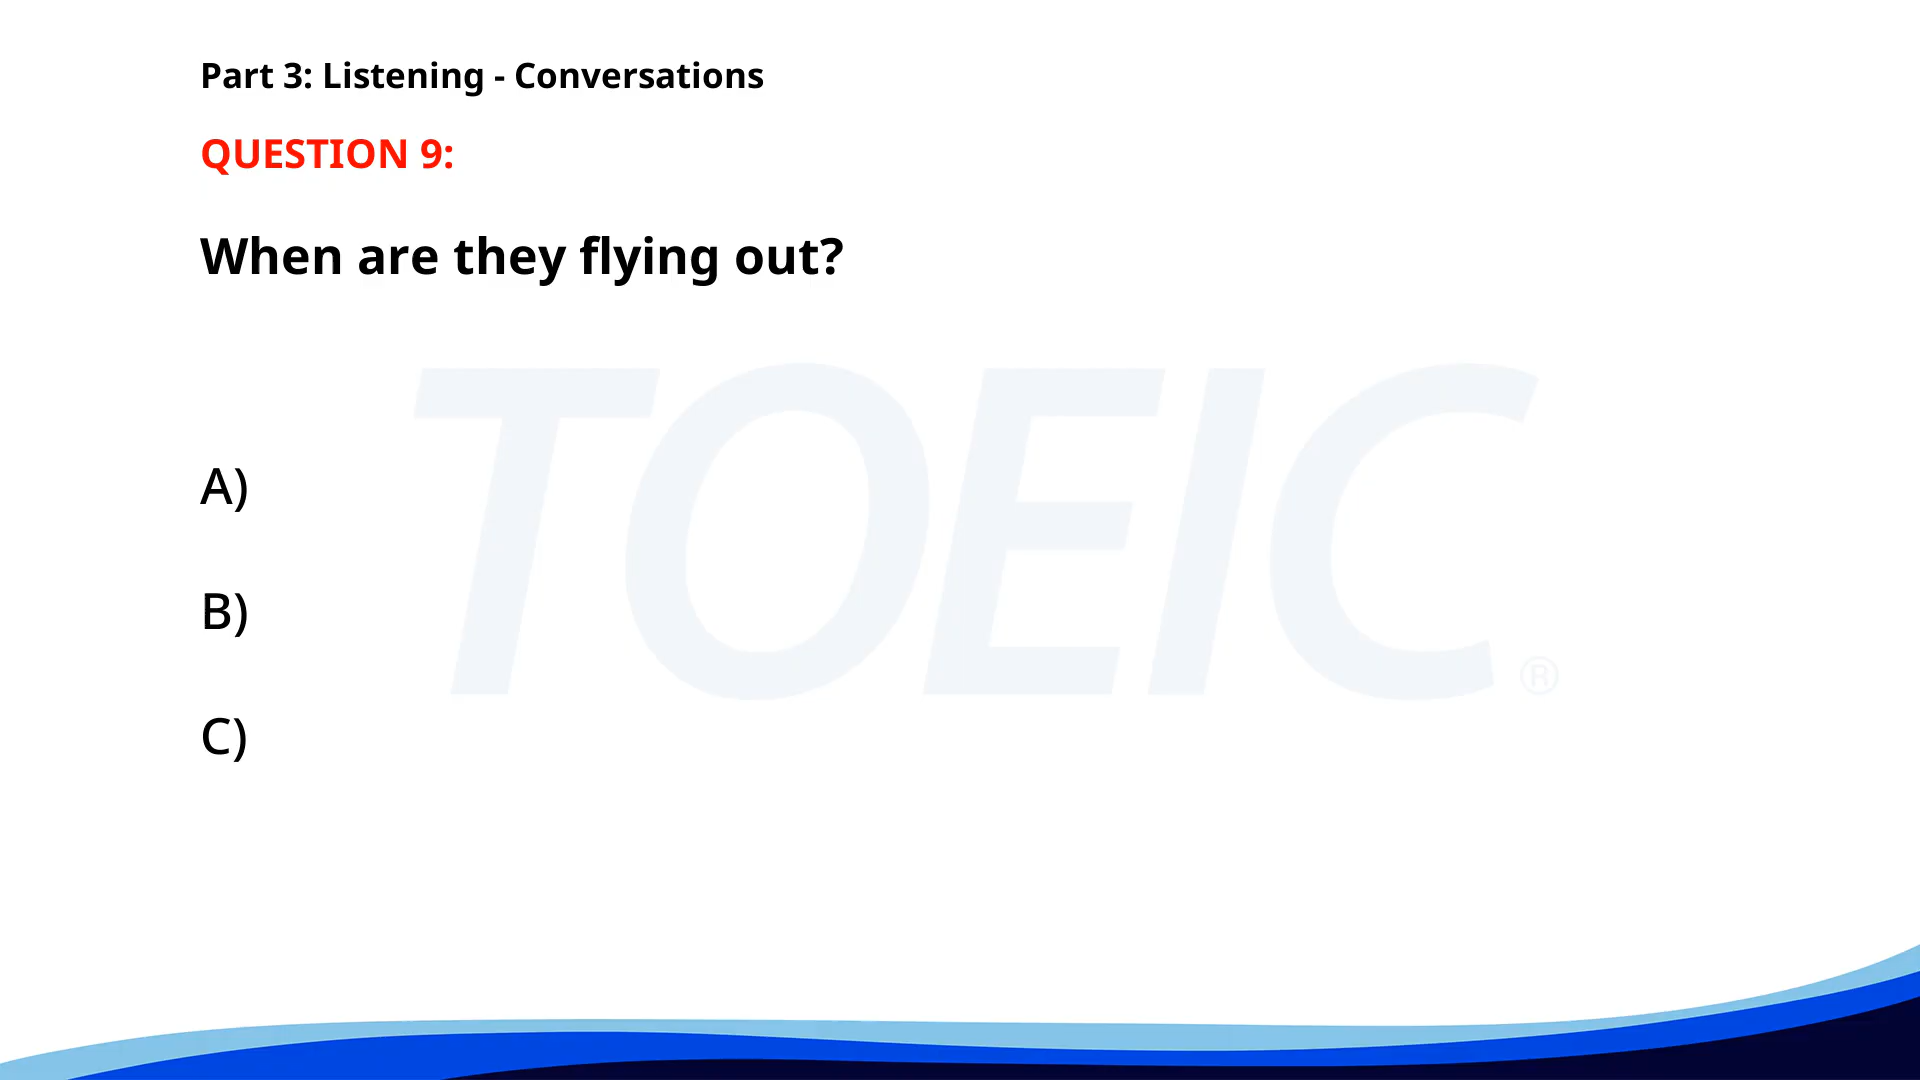 Part 3: Listening - Conversations
QUESTION 9:
When are they flying out?
TOEIC®
A)
B)
C)